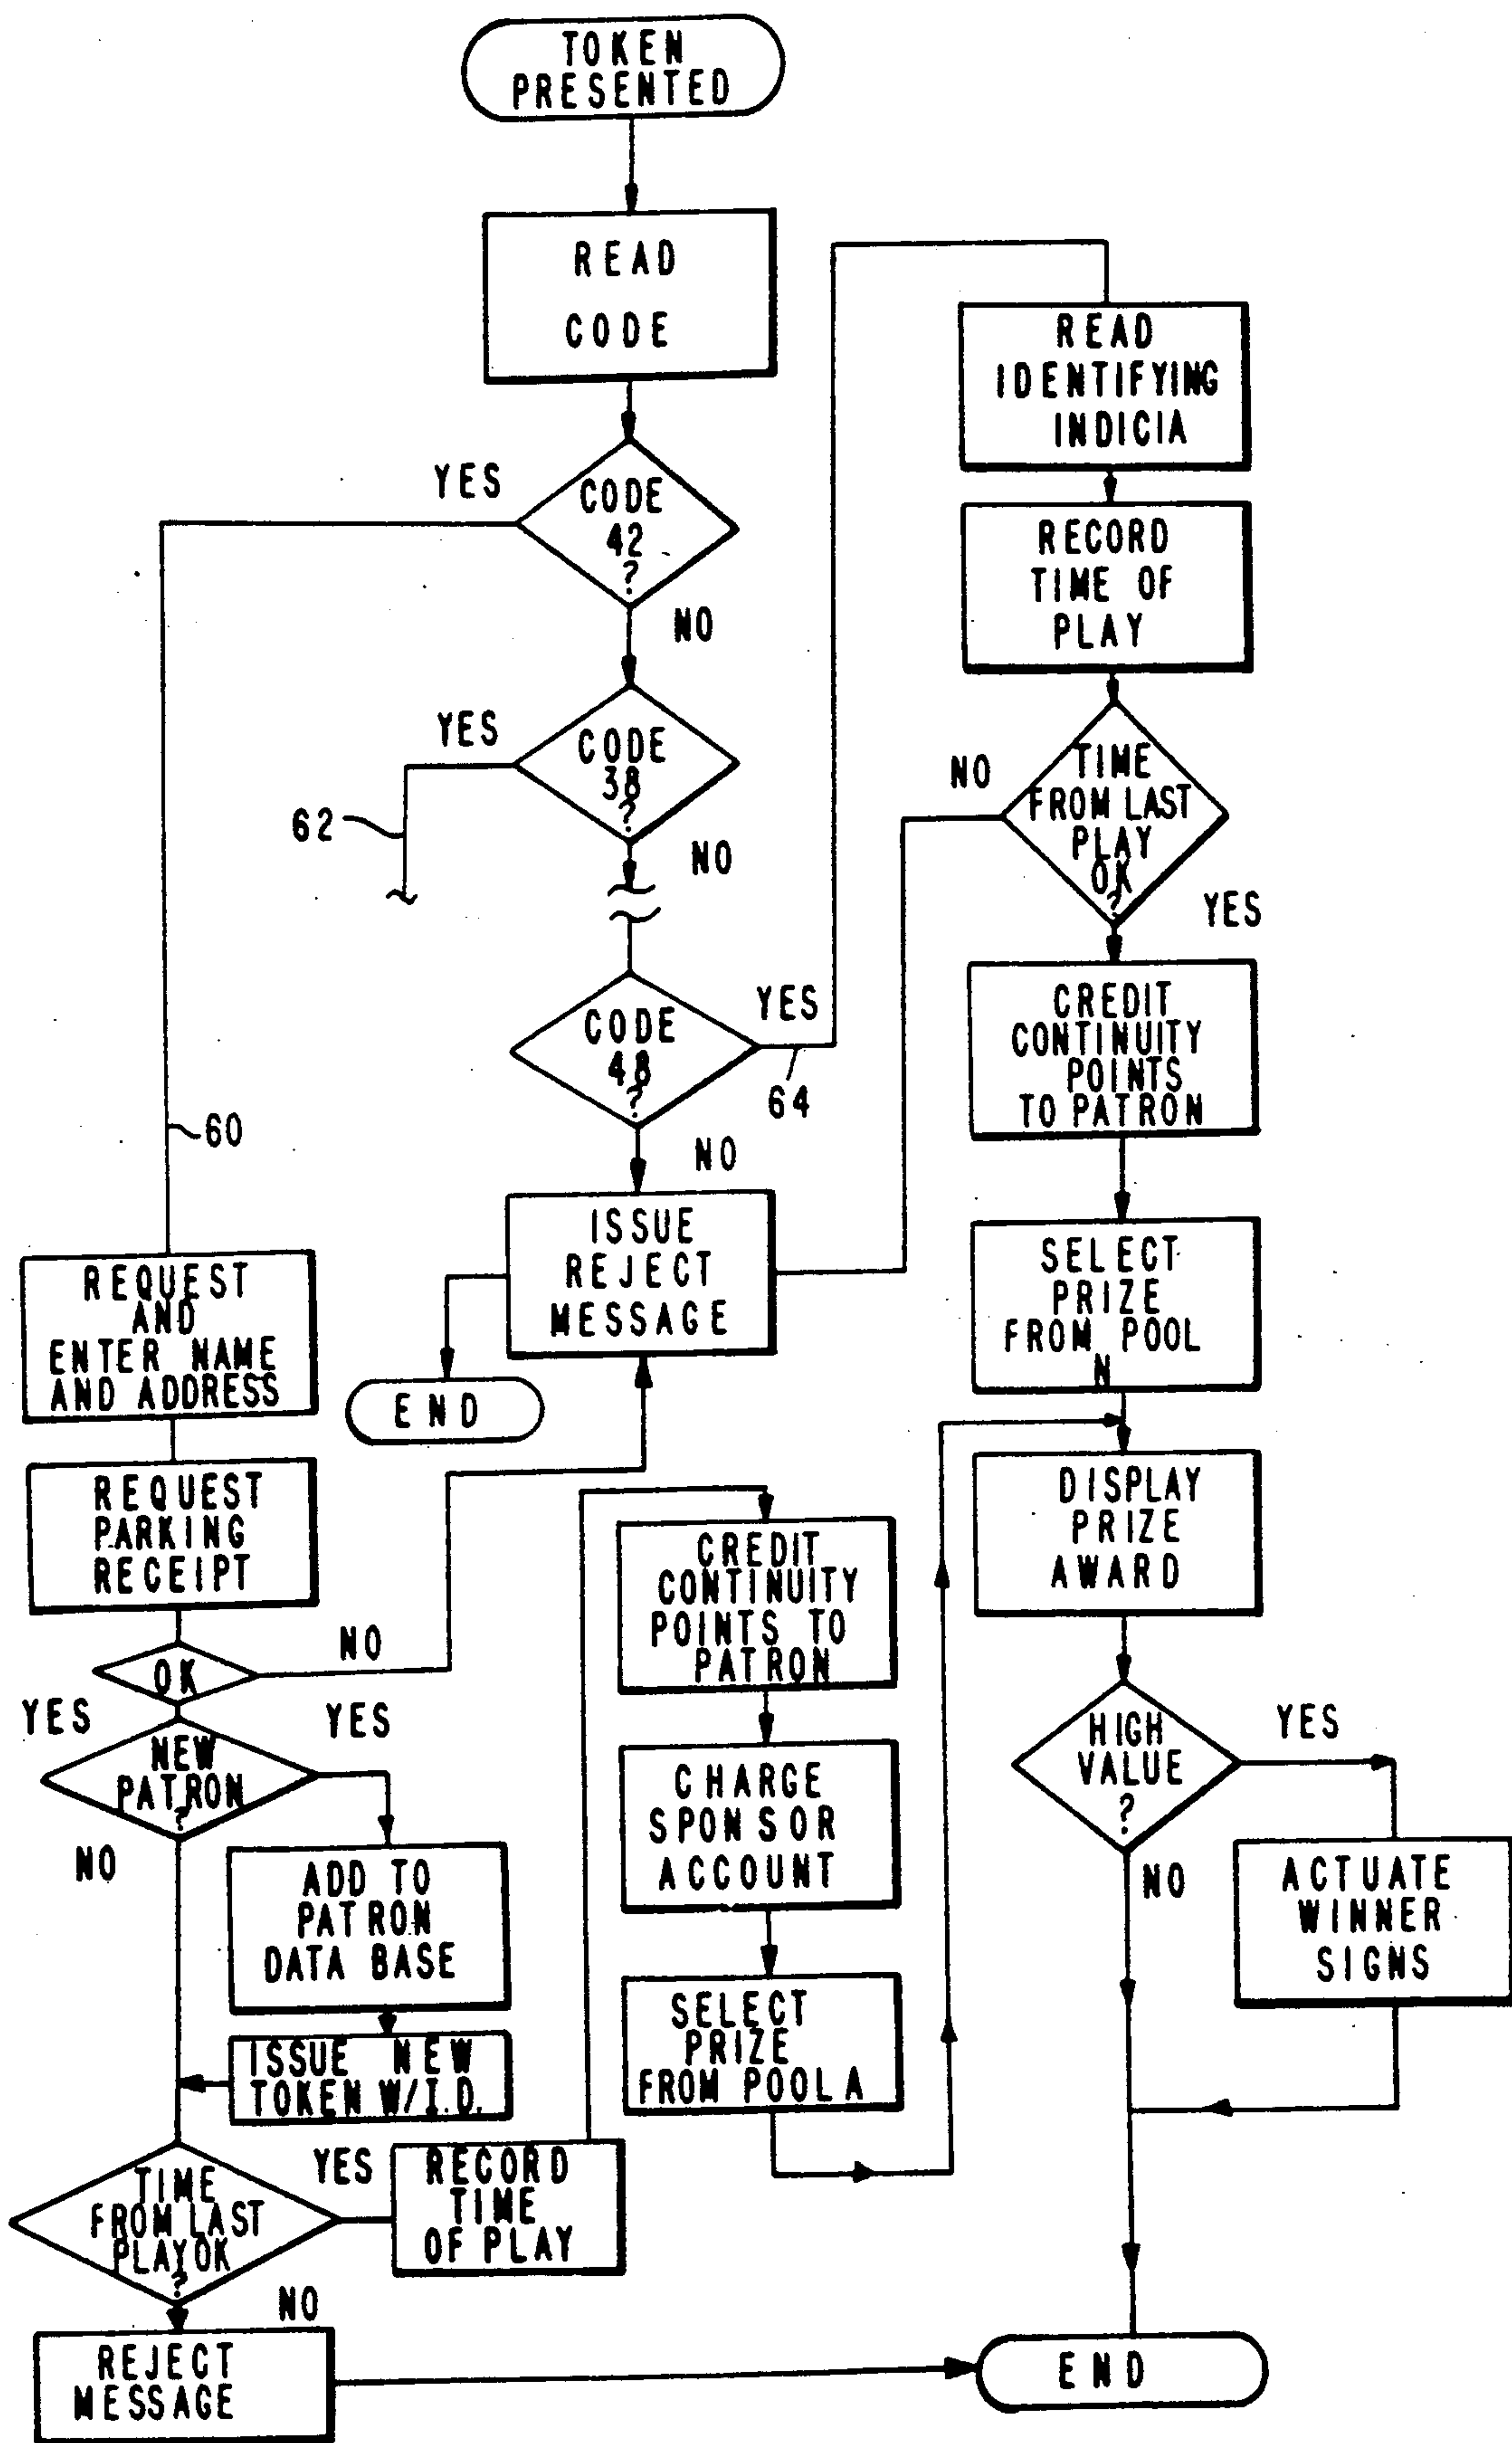 TOKEN
PRESENTED
READ
CODE
YES
CODE
42
?
NO
YES
CODE
38
?
NO
62
CODE
48
?
YES
64
NO
60
ISSUE
REJECT
MESSAGE
END
REQUEST
AND
ENTER NAME
AND ADDRESS
REQUEST
PARKING
RECEIPT
OK
NO
YES
NEW
PATRON
?
YES
NO
ADD TO
PATRON
DATA BASE
ISSUE NEW
TOKEN W/I.D.
TIME
FROM LAST
PLAY OK
?
YES
NO
RECORD
TIME
OF PLAY
REJECT
MESSAGE
CREDIT
CONTINUITY
POINTS TO
PATRON
CHARGE
SPONSOR
ACCOUNT
SELECT
PRIZE
FROM POOL A
READ
IDENTIFYING
INDICIA
RECORD
TIME OF
PLAY
NO
TIME
FROM LAST
PLAY
OK
?
YES
CREDIT
CONTINUITY
POINTS
TO PATRON
SELECT
PRIZE
FROM POOL
N
DISPLAY
PRIZE
AWARD
HIGH
VALUE
?
YES
NO
ACTUATE
WINNER
SIGNS
END